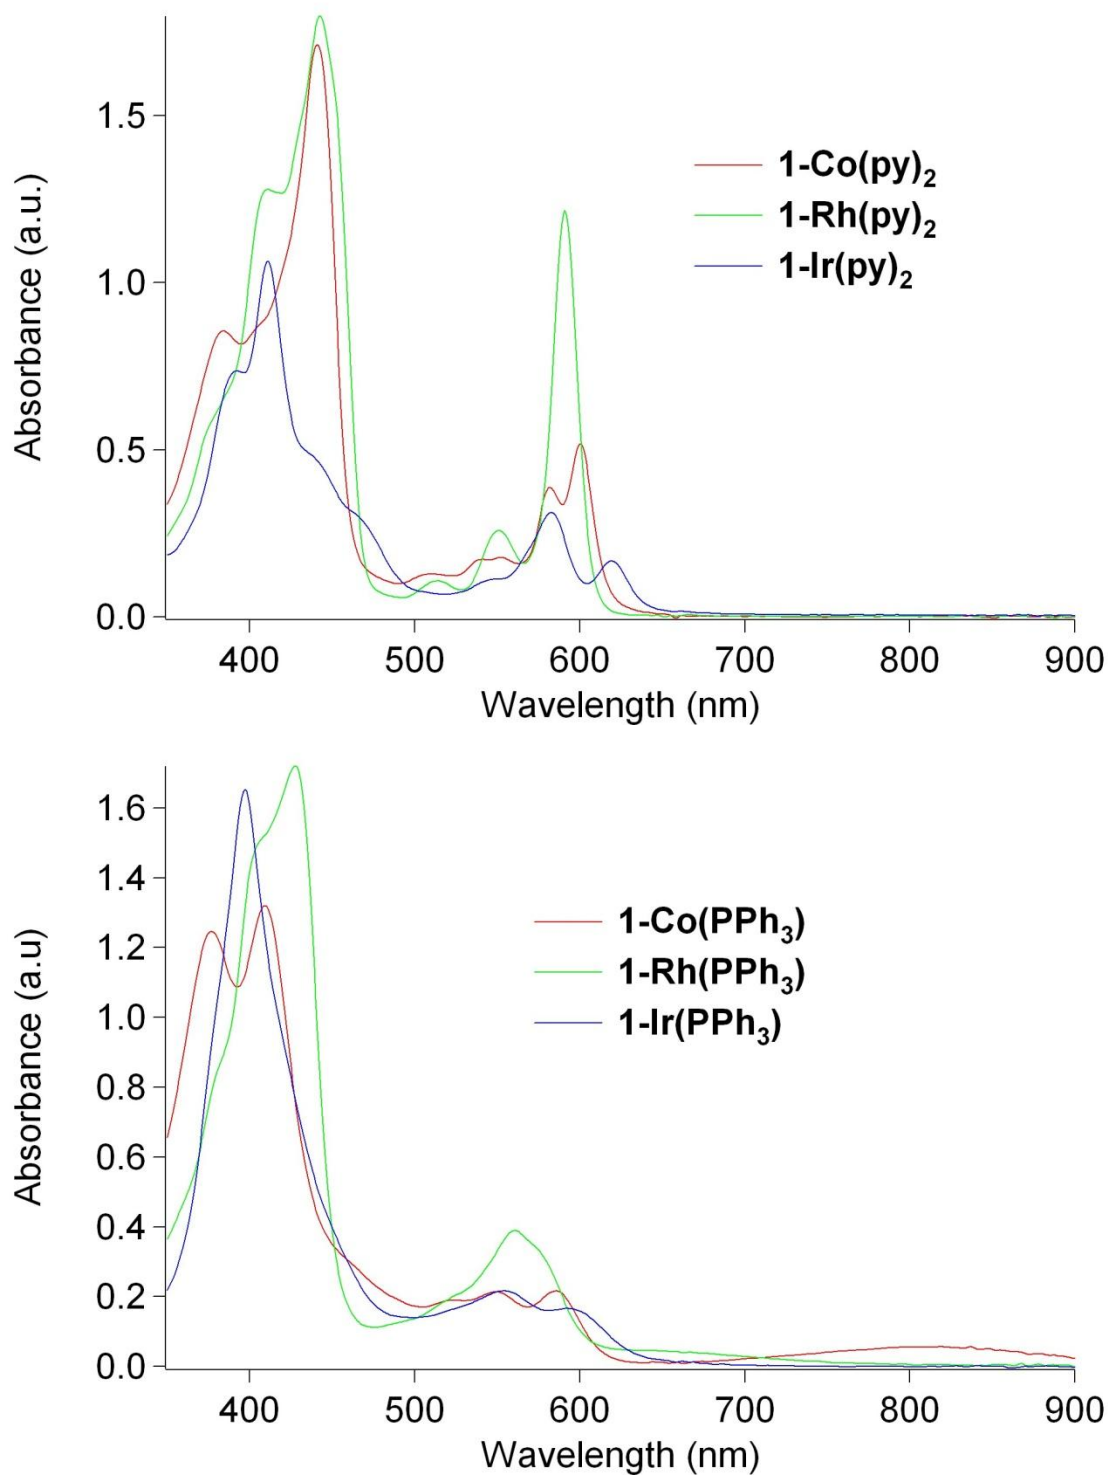 Absorbance (a.u.)
1.5
1.0
0.5
0.0
1-Co(py)₂
1-Rh(py)₂
1-Ir(py)₂
400 500 600 700 800 900
Wavelength (nm)
Absorbance (a.u)
1.6
1.4
1.2
1.0
0.8
0.6
0.4
0.2
0.0
1-Co(PPh₃)
1-Rh(PPh₃)
1-Ir(PPh₃)
400 500 600 700 800 900
Wavelength (nm)